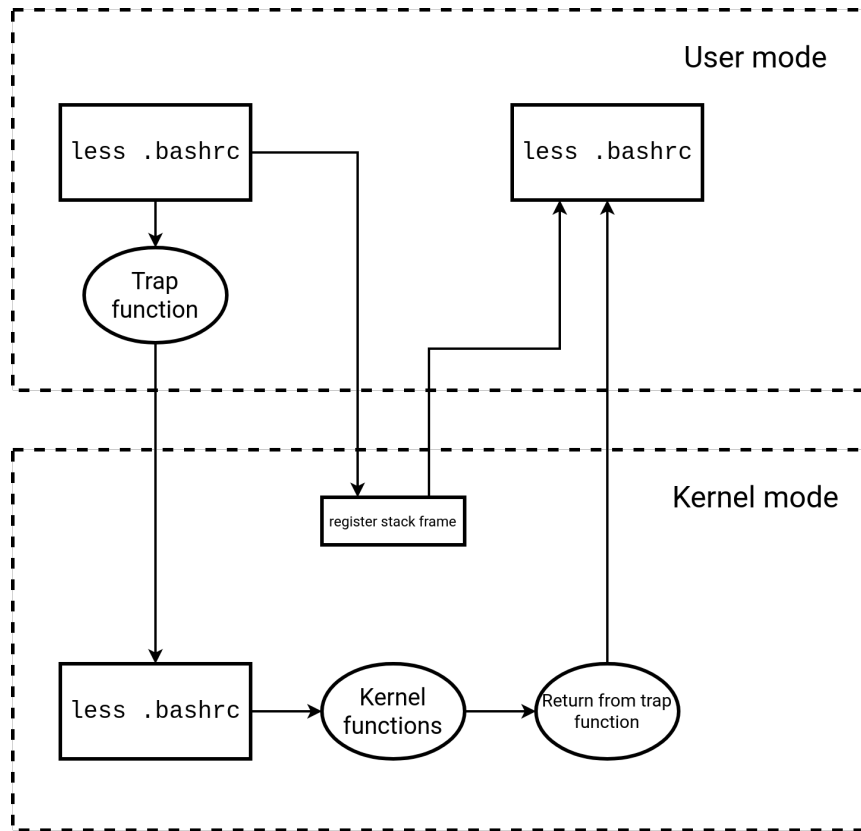 User mode
less .bashrc
less .bashrc
Trap
function
Kernel mode
register stack frame
less .bashrc
Kernel
functions
Return from trap
function